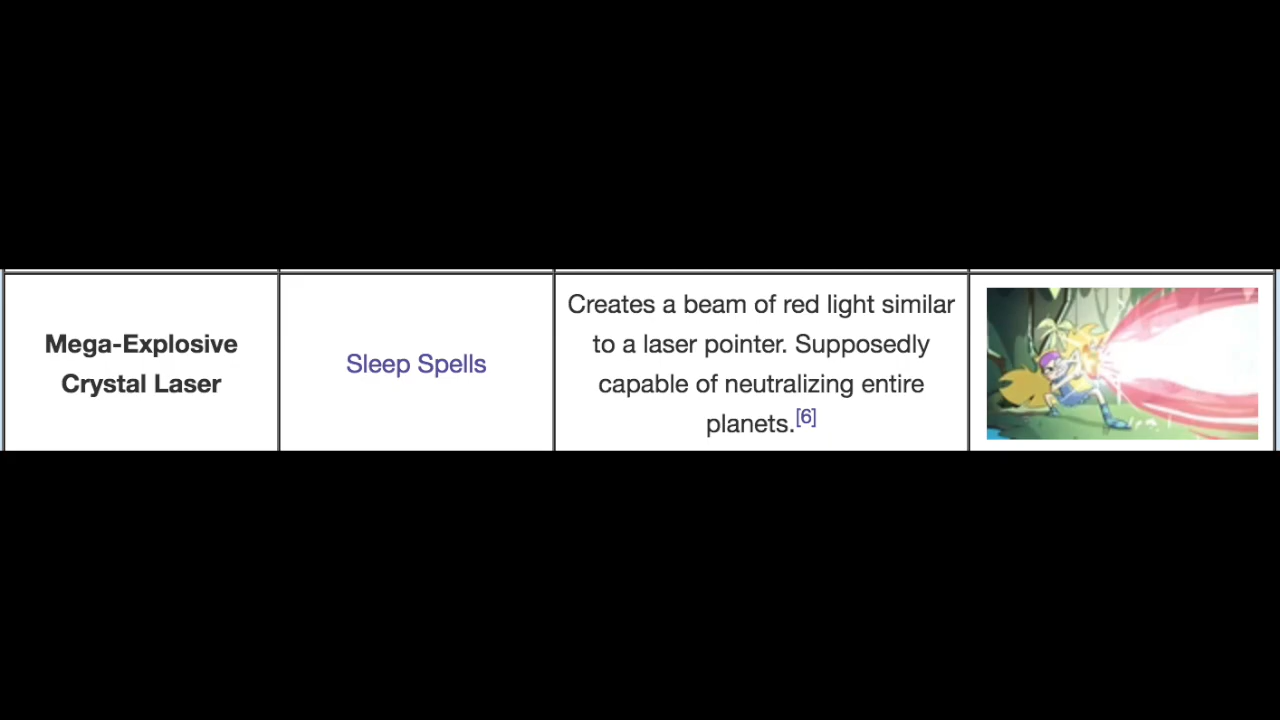 Mega-Explosive
Crystal Laser
Sleep Spells
Creates a beam of red light similar
to a laser pointer. Supposedly
capable of neutralizing entire
planets.[6]